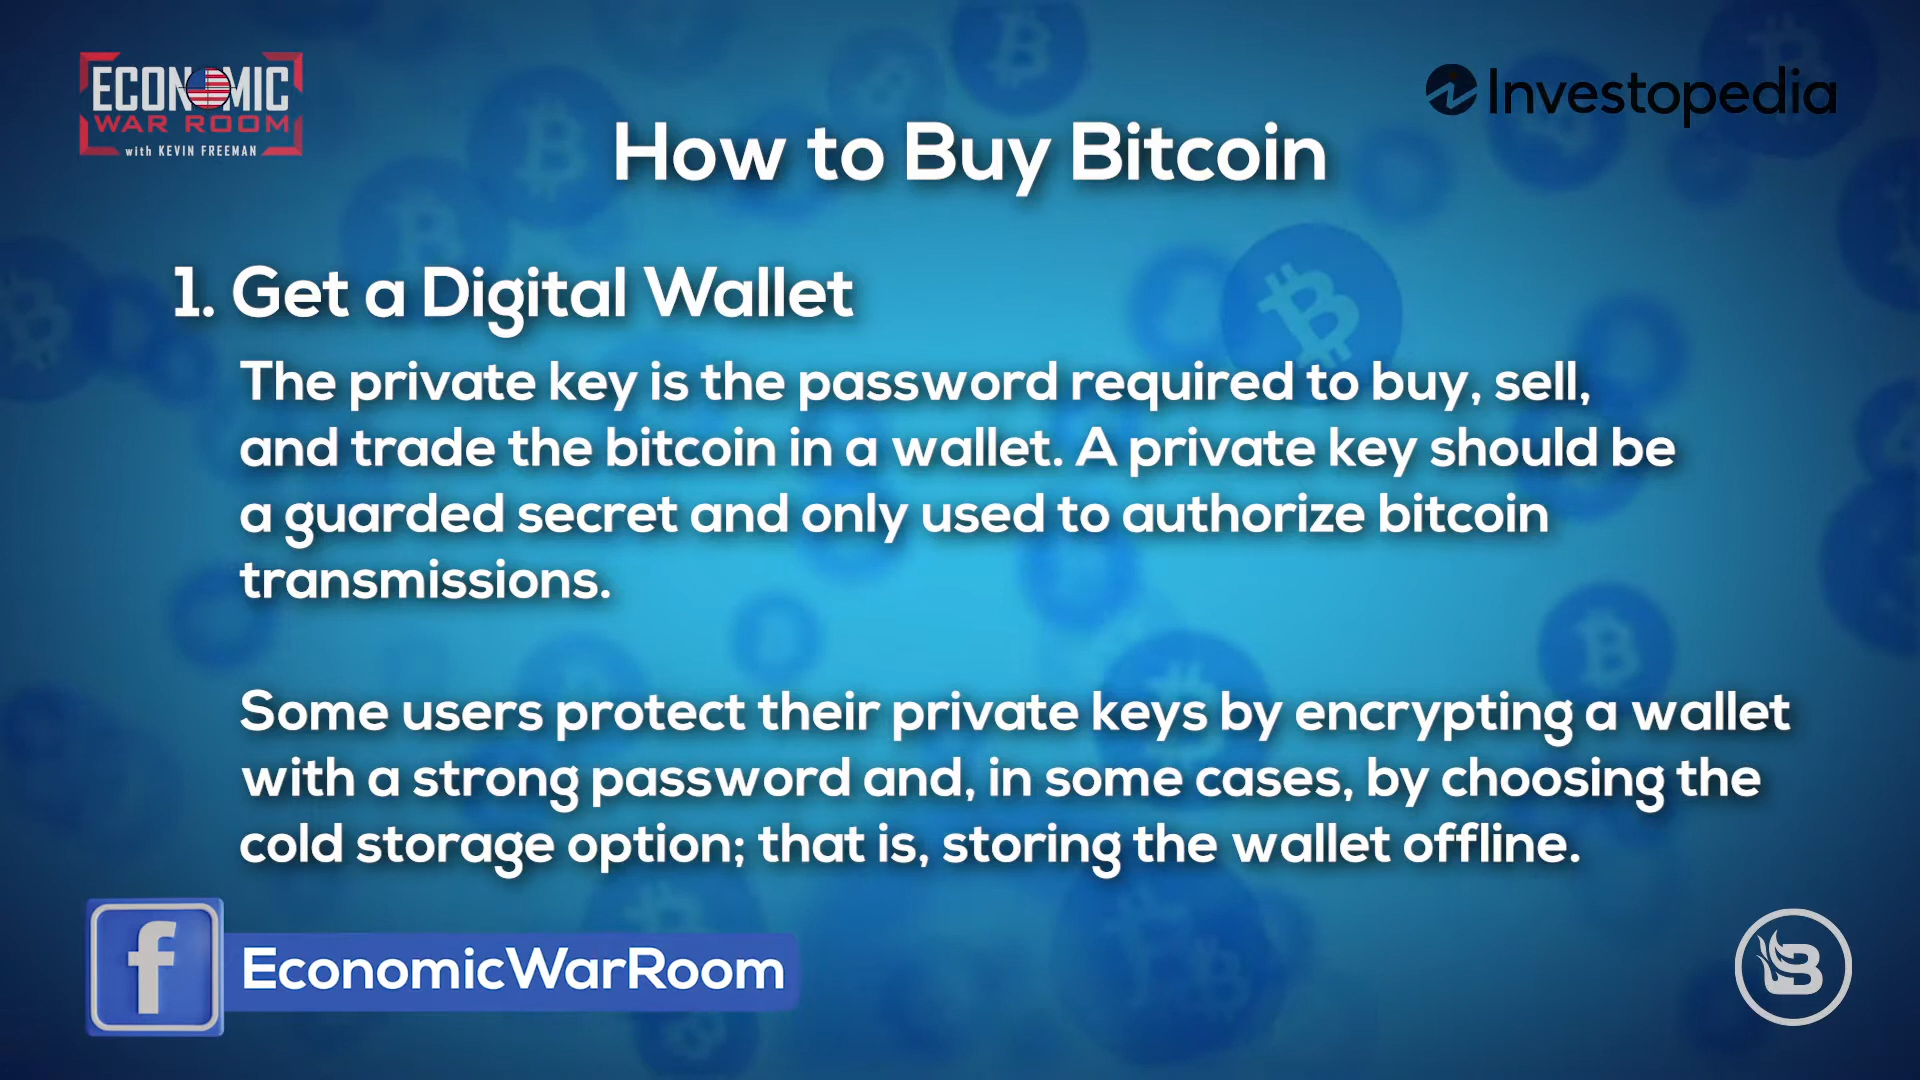 ECONOMIC
WAR ROOM
with KEVIN FREEMAN
Investopedia
How to Buy Bitcoin
1. Get a Digital Wallet
The private key is the password required to buy, sell,
and trade the bitcoin in a wallet. A private key should be
a guarded secret and only used to authorize bitcoin
transmissions.
Some users protect their private keys by encrypting a wallet
with a strong password and, in some cases, by choosing the
cold storage option; that is, storing the wallet offline.
f
EconomicWarRoom
B